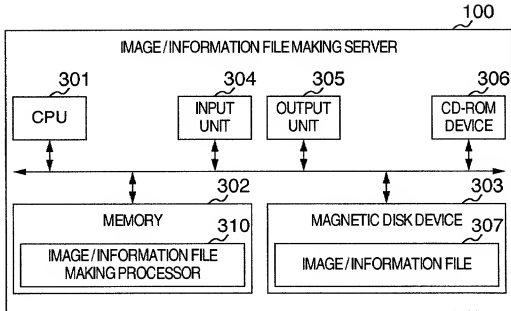 100
IMAGE/INFORMATION FILE MAKING SERVER
301
304
305
306
CPU
INPUT
UNIT
OUTPUT
UNIT
CD-ROM
DEVICE
302
303
MEMORY
MAGNETIC DISK DEVICE
310
307
IMAGE/INFORMATION FILE
MAKING PROCESSOR
IMAGE/INFORMATION FILE